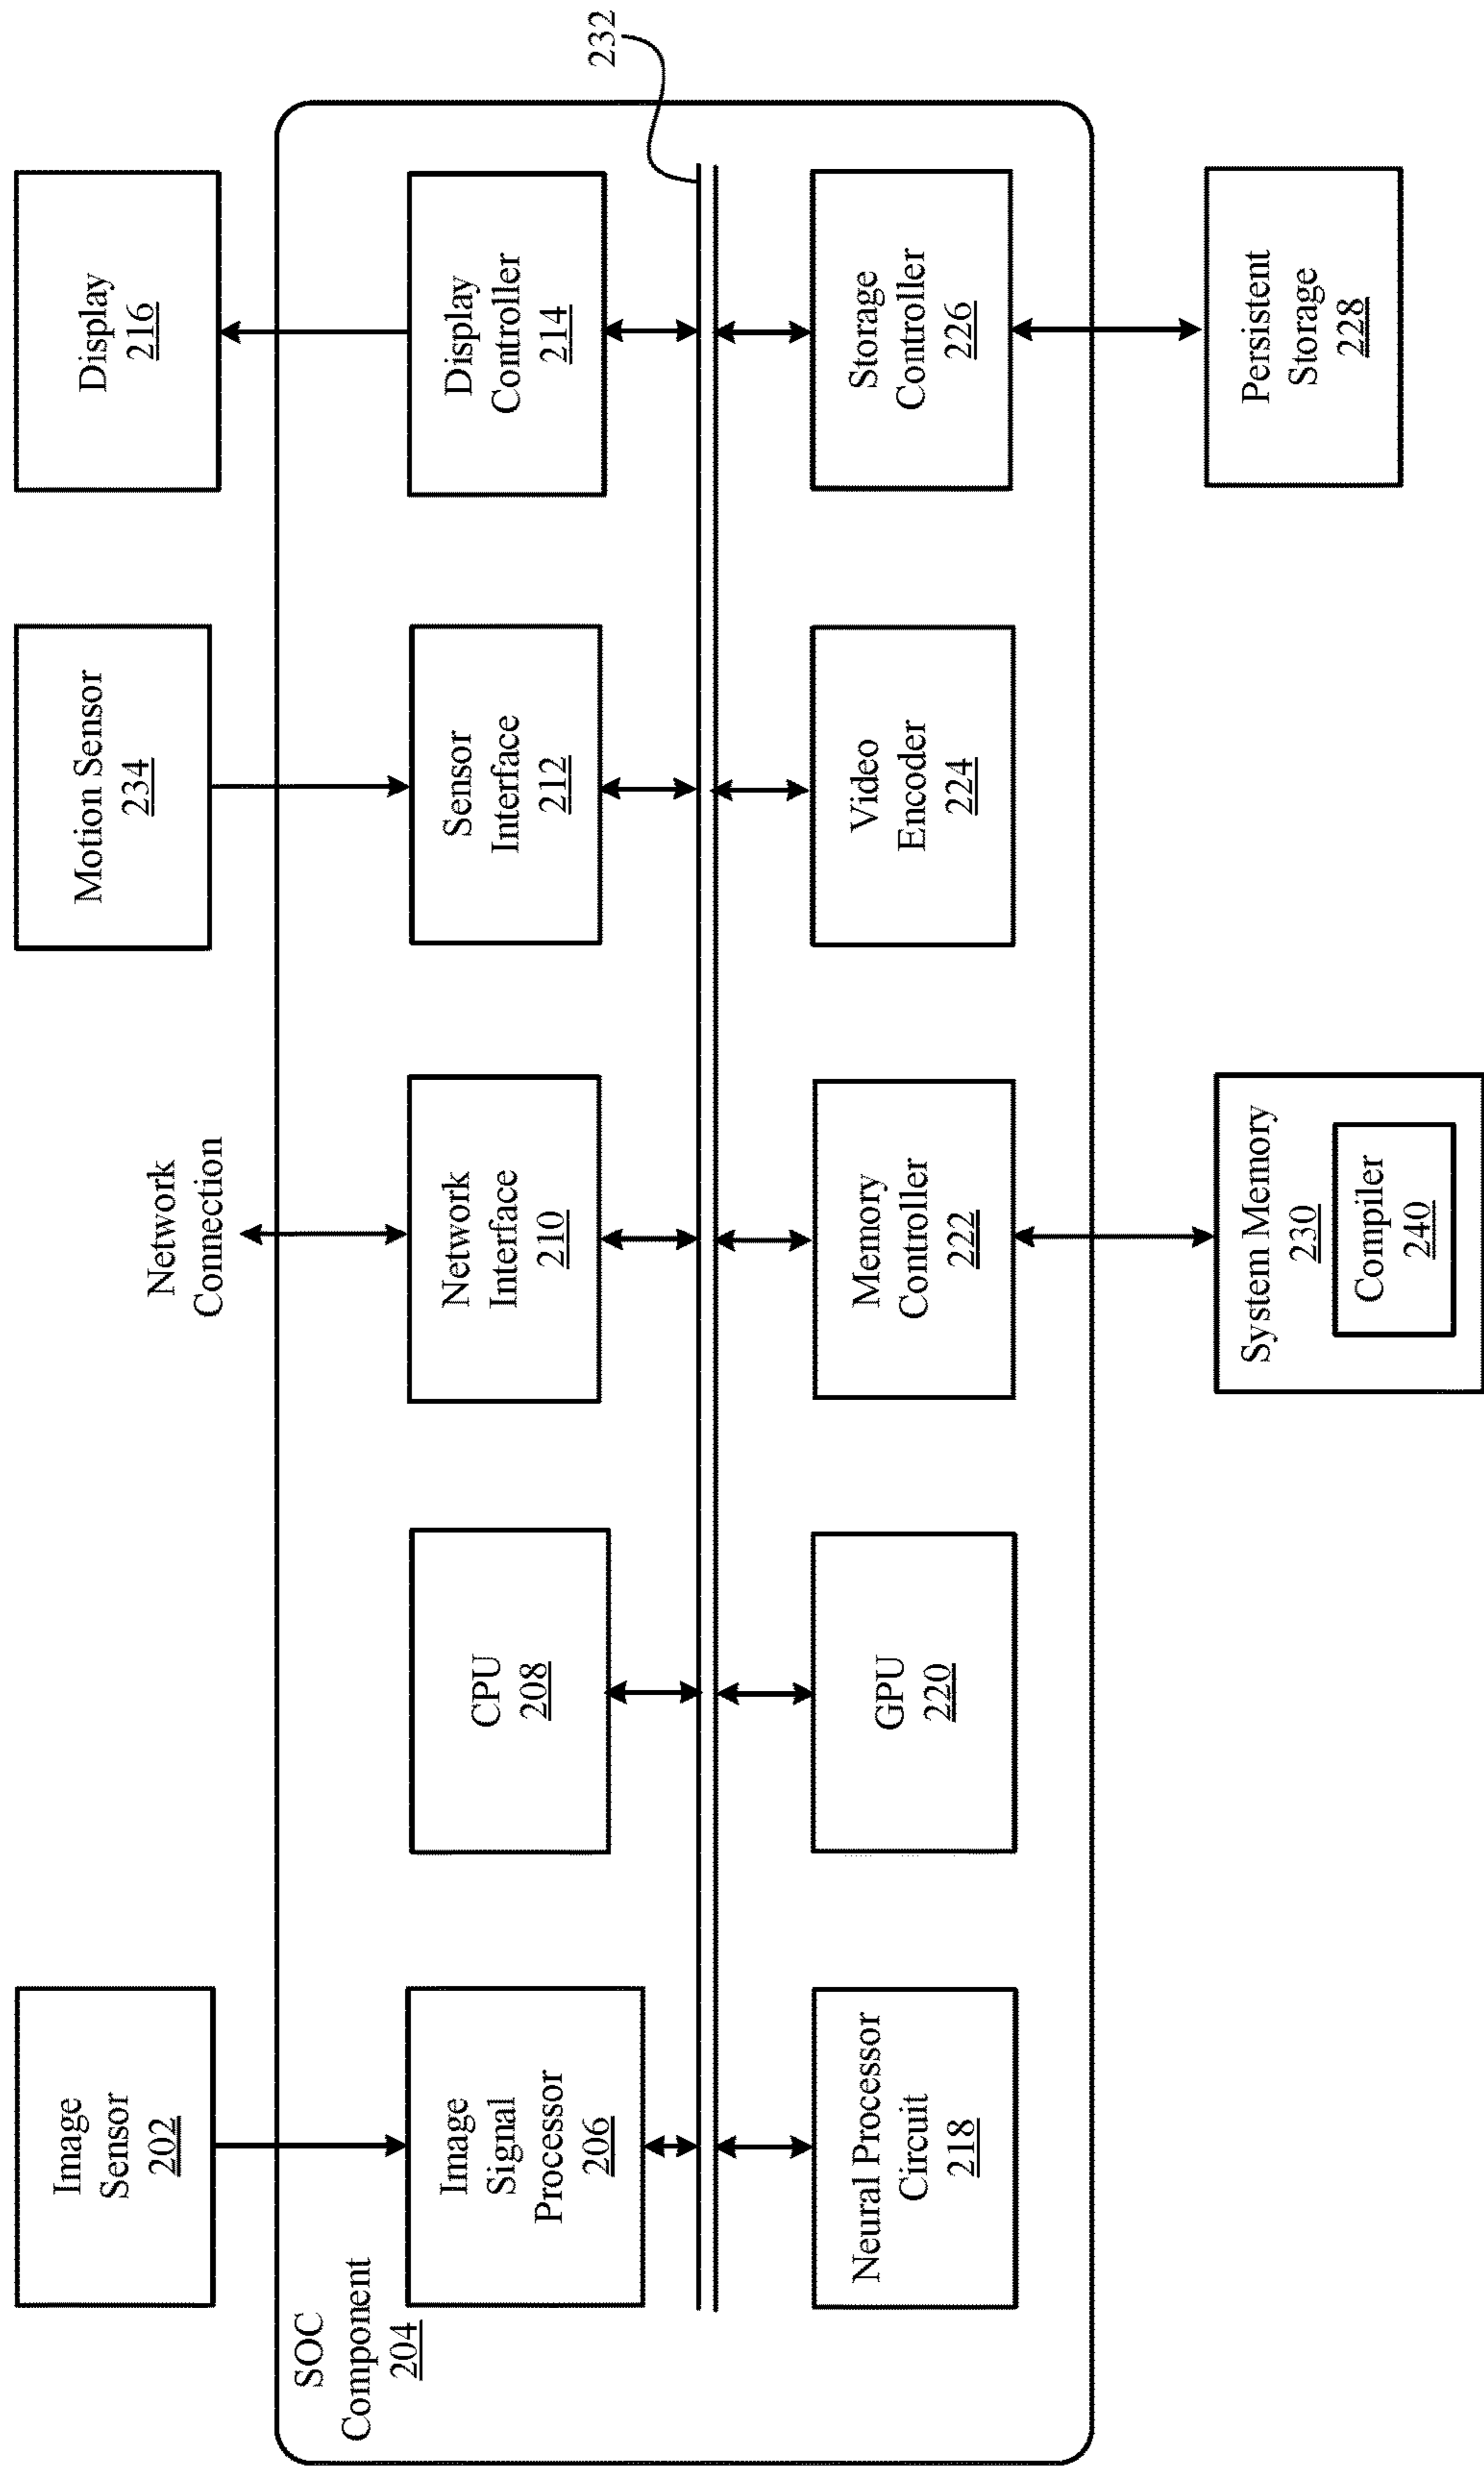 Image
Sensor
202
Motion Sensor
234
Display
216
Network
Connection
232
SOC
Component
204
Image
Signal
Processor
206
CPU
208
Network
Interface
210
Sensor
Interface
212
Display
Controller
214
Neural Processor
Circuit
218
GPU
220
Memory
Controller
222
Video
Encoder
224
Storage
Controller
226
System Memory
230
Compiler
240
Persistent
Storage
228